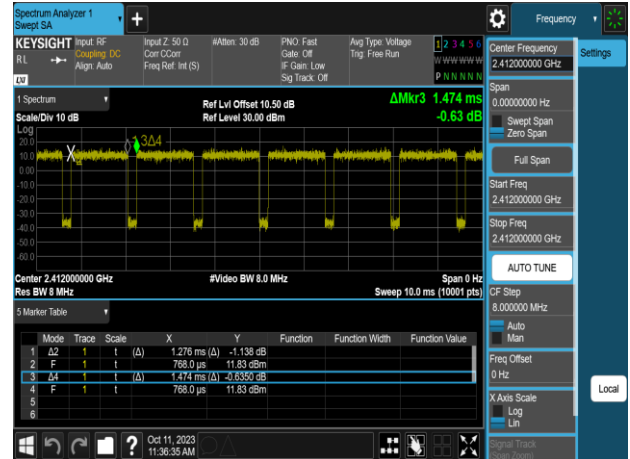 Spectrum Analyzer 1
Swept SA
Frequency
KEYSIGHT
RL
LXI
Input: RF
Coupling: DC
Align: Auto
Input Z: 50 Ω
Corr CCorr
Freq Ref: Int (S)
#Atten: 30 dB
PNO: Fast
Gate: Off
IF Gain: Low
Sig Track: Off
Avg Type: Voltage
Trig: Free Run
1 2 3 4 5 6
W W W W W W
P N N N N N
1 Spectrum
Scale/Div 10 dB
Ref Lvl Offset 10.50 dB
Ref Level 30.00 dBm
ΔMkr3 1.474 ms
-0.63 dB
Log
20.0
10.0
0.00
-10.0
-20.0
-30.0
-40.0
-50.0
-60.0
3Δ4
Center 2.412000000 GHz
Res BW 8 MHz
#Video BW 8.0 MHz
Span 0 Hz
Sweep 10.0 ms (10001 pts)
5 Marker Table
Mode Trace Scale X Y Function Function Width Function Value
1 Δ2 1 t (Δ) 1.276 ms (Δ) -1.138 dB
2 F 1 t 768.0 µs 11.83 dBm
3 Δ4 1 t (Δ) 1.474 ms (Δ) -0.6350 dB
4 F 1 t 768.0 µs 11.83 dBm
5
6
?
Oct 11, 2023
11:36:35 AM
Center Frequency
2.412000000 GHz
Span
0.00000000 Hz
Swept Span
Zero Span
Full Span
Start Freq
2.412000000 GHz
Stop Freq
2.412000000 GHz
AUTO TUNE
CF Step
8.000000 MHz
Auto
Man
Freq Offset
0 Hz
X Axis Scale
Log
Lin
Signal Track
(Span Zoom)
Settings
Local